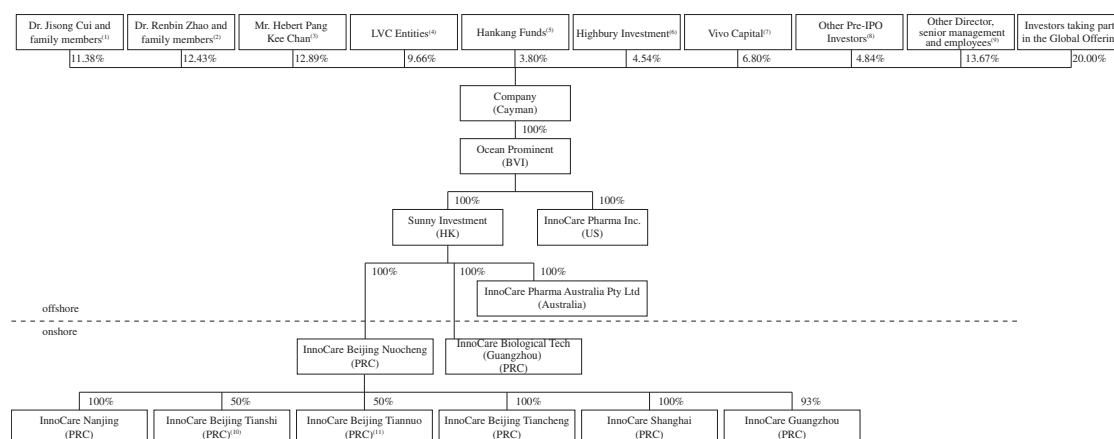 Dr. Jisong Cui and
family members(1)
Dr. Renbin Zhao and
family members(2)
Mr. Hebert Pang
Kee Chan(3)
LVC Entities(4)
Hankang Funds(5)
Highbury Investment(6)
Vivo Capital(7)
Other Pre-IPO
Investors(8)
Other Director,
senior management
and employees(9)
Investors taking part
in the Global Offerin
11.38%
12.43%
12.89%
9.66%
3.80%
4.54%
6.80%
4.84%
13.67%
20.00%
Company
(Cayman)
100%
Ocean Prominent
(BVI)
100%
100%
Sunny Investment
(HK)
InnoCare Pharma Inc.
(US)
100%
100%
100%
InnoCare Pharma Australia Pty Ltd
(Australia)
offshore
onshore
InnoCare Beijing Nuocheng
(PRC)
InnoCare Biological Tech
(Guangzhou)
(PRC)
100%
50%
50%
100%
100%
93%
InnoCare Nanjing
(PRC)
InnoCare Beijing Tianshi
(PRC)(10)
InnoCare Beijing Tiannuo
(PRC)(11)
InnoCare Beijing Tiancheng
(PRC)
InnoCare Shanghai
(PRC)
InnoCare Guangzhou
(PRC)